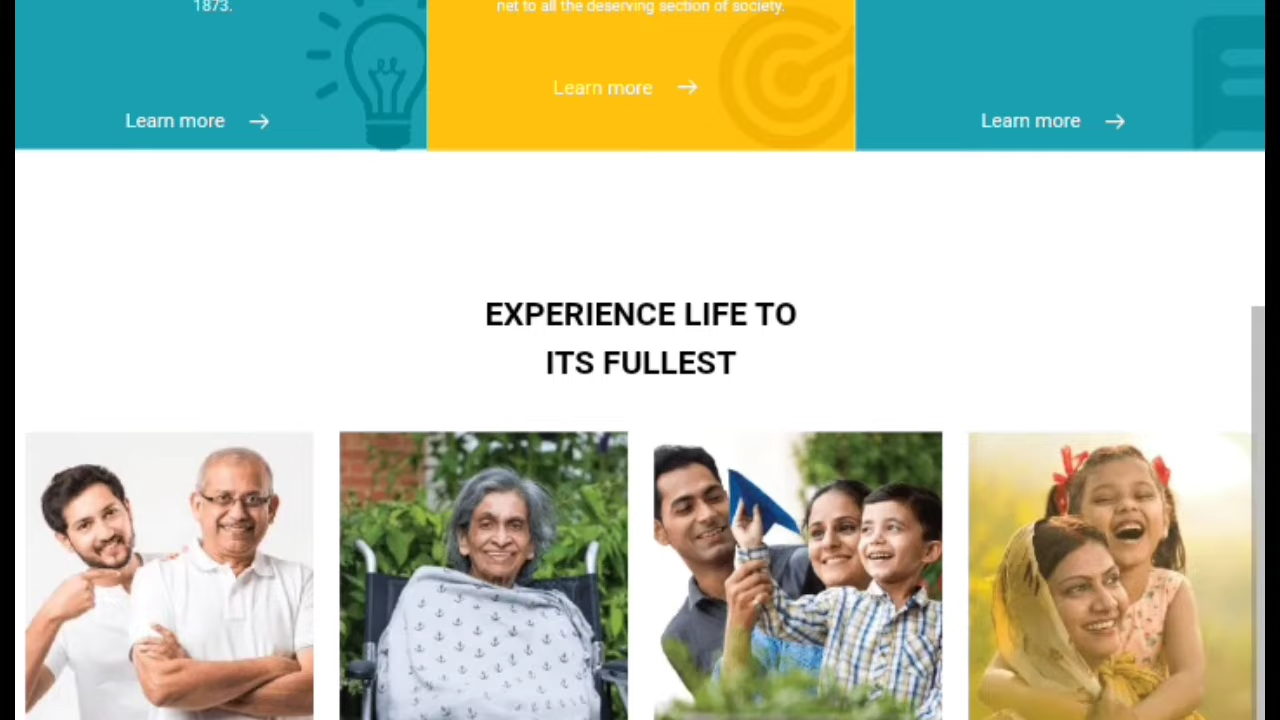 1873.
net to all the deserving section of society.
Learn more
Learn more
Learn more
EXPERIENCE LIFE TO
ITS FULLEST